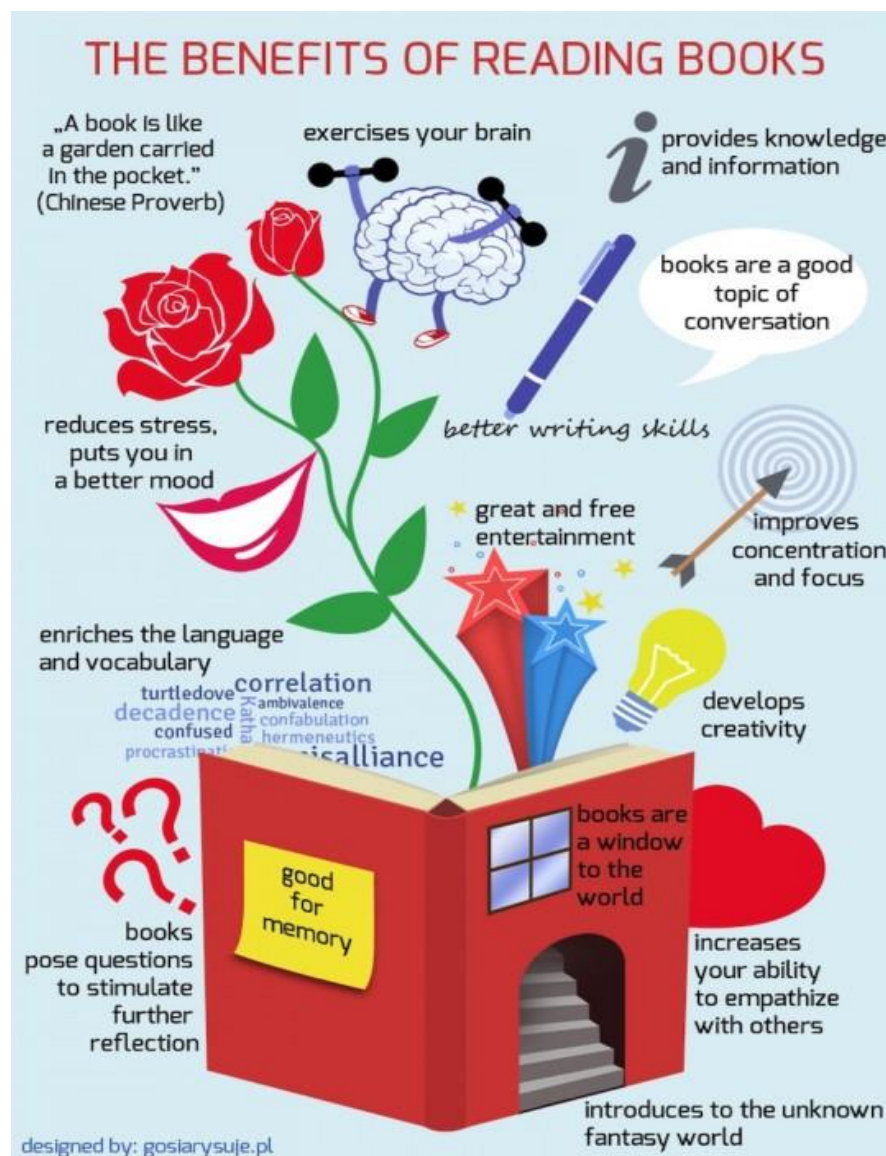 THE BENEFITS OF READING BOOKS
„A book is like
a garden carried
in the pocket.”
(Chinese Proverb)
exercises your brain
i
provides knowledge
and information
books are a good
topic of
conversation
reduces stress,
puts you in
a better mood
better writing skills
great and free
entertainment
improves
concentration
and focus
enriches the language
and vocabulary
correlation
turtledove
Katha
ambivalence
decadence
confabulation
confused
hermeneutics
develops
creativity
books are
a window
to the
world
good
for
memory
books
pose questions
to stimulate
further
reflection
increases
your ability
to empathize
with others
introduces to the unknown
fantasy world
designed by: gosiarysuje.pl